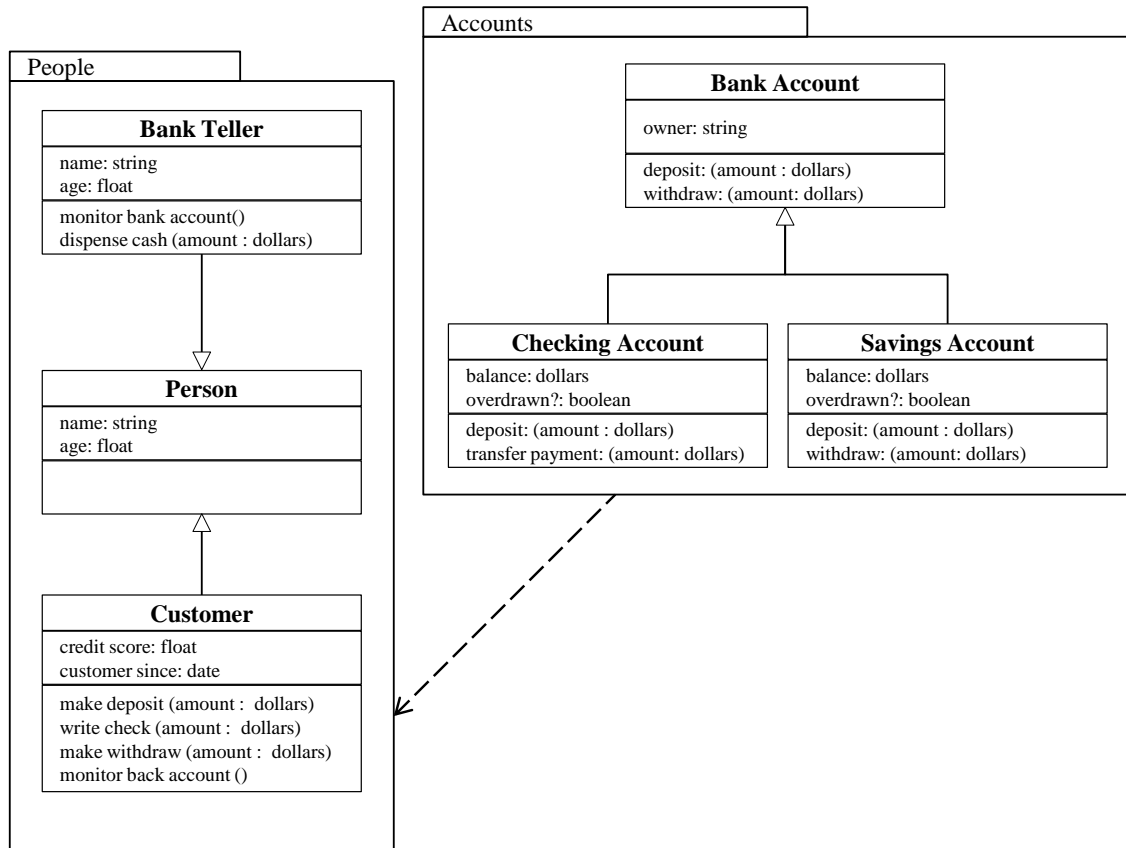 People
Bank Teller
name: string
age: float
monitor bank account()
dispense cash (amount : dollars)
Person
name: string
age: float
Customer
credit score: float
customer since: date
make deposit (amount :  dollars)
write check (amount :  dollars)
make withdraw (amount :  dollars)
monitor back account ()
Accounts
Bank Account
owner: string
deposit: (amount : dollars)
withdraw: (amount: dollars)
Checking Account
balance: dollars
overdrawn?: boolean
deposit: (amount : dollars)
transfer payment: (amount: dollars)
Savings Account
balance: dollars
overdrawn?: boolean
deposit: (amount : dollars)
withdraw: (amount: dollars)